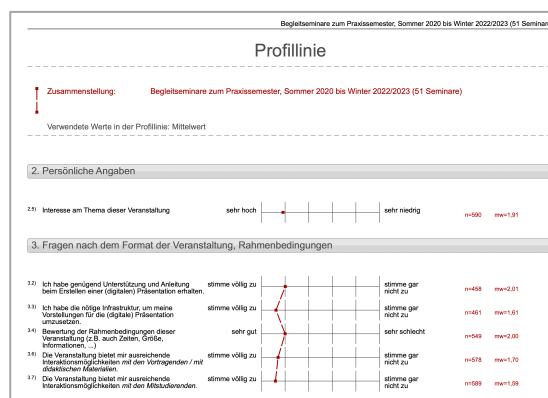 Begleitseminare zum Praxissemester, Sommer 2020 bis Winter 2022/2023 (51 Seminare
Profillinie
Zusammenstellung: Begleitseminare zum Praxissemester, Sommer 2020 bis Winter 2022/2023 (51 Seminare)
Verwendete Werte in der Profillinie: Mittelwert
2. Persönliche Angaben
2.5) Interesse am Thema dieser Veranstaltung sehr hoch sehr niedrig n=590 mw=1,91
3. Fragen nach dem Format der Veranstaltung, Rahmenbedingungen
3.2) Ich habe genügend Unterstützung und Anleitung stimme völlig zu stimme gar
beim Erstellen einer (digitalen) Präsentation erhalten. nicht zu n=458 mw=2,01
3.3) Ich habe die nötige Infrastruktur, um meine stimme völlig zu stimme gar
Vorstellungen für die (digitale) Präsentation nicht zu n=461 mw=1,61
umzusetzen.
3.4) Bewertung der Rahmenbedingungen dieser sehr gut sehr schlecht
Veranstaltung (z.B. auch Zeiten, Größe, n=549 mw=2,00
Informationen, ...)
3.6) Die Veranstaltung bietet mir ausreichende stimme völlig zu stimme gar
Interaktionsmöglichkeiten mit den Vortragenden / mit nicht zu n=578 mw=1,70
didaktischen Materialien.
3.7) Die Veranstaltung bietet mir ausreichende stimme völlig zu stimme gar
Interaktionsmöglichkeiten mit den Mitstudierenden. nicht zu n=589 mw=1,59